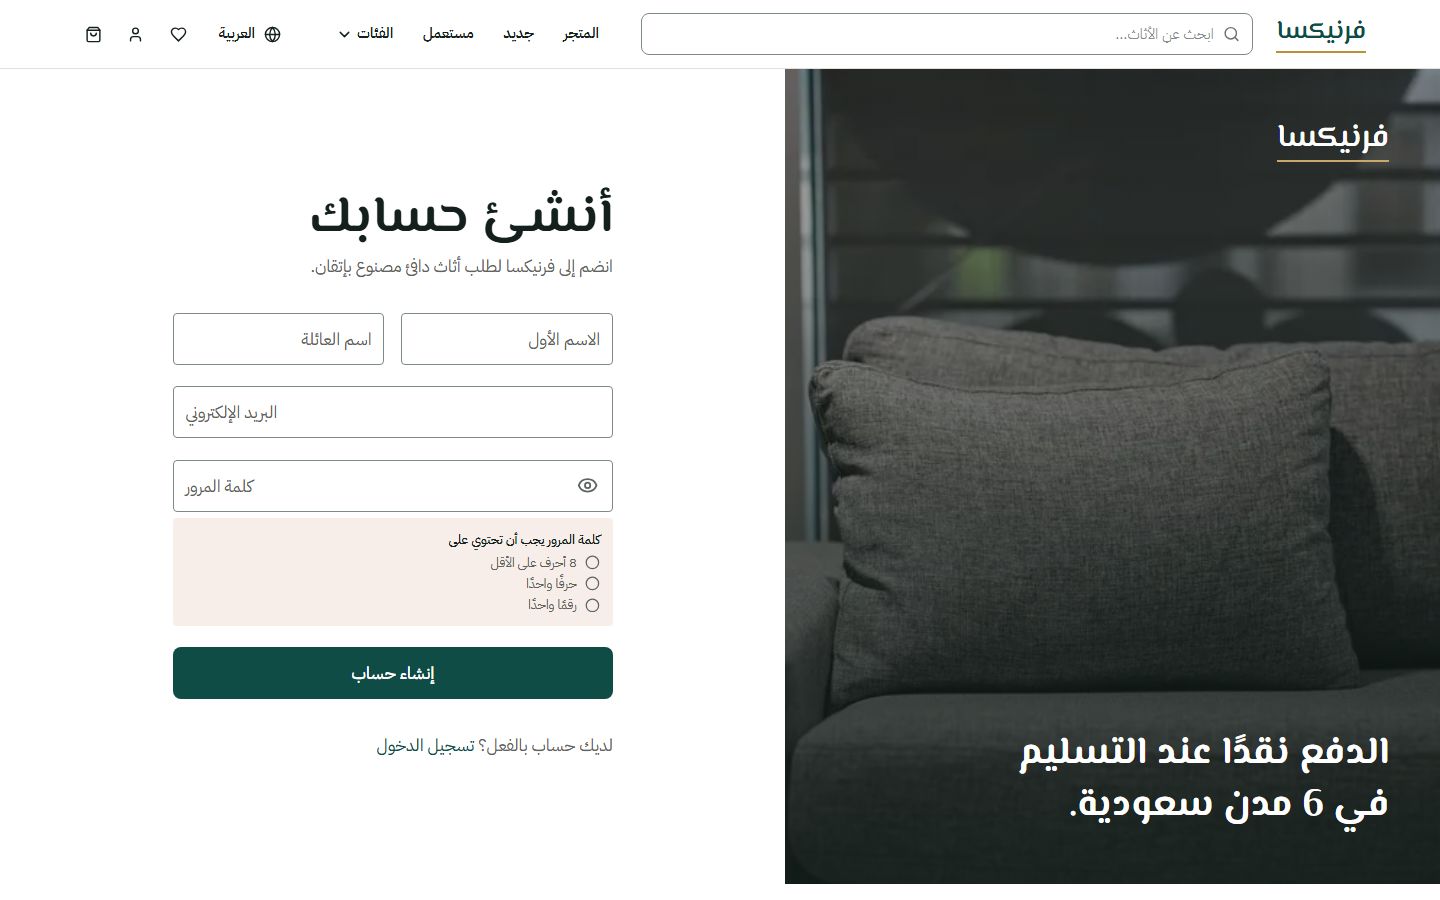 فرنيكسا
ابحث عن الأثاث...
المتجر
جديد
مستعمل
الفئات
العربية
فرنيكسا
الدفع نقدًا عند التسليم
في 6 مدن سعودية.
أنشئ حسابك
انضم إلى فرنيكسا لطلب أثاث دافئ مصنوع بإتقان.
الاسم الأول
اسم العائلة
البريد الإلكتروني
كلمة المرور
كلمة المرور يجب أن تحتوي على
8 أحرف على الأقل
حرفًا واحدًا
رقمًا واحدًا
إنشاء حساب
لديك حساب بالفعل؟ تسجيل الدخول